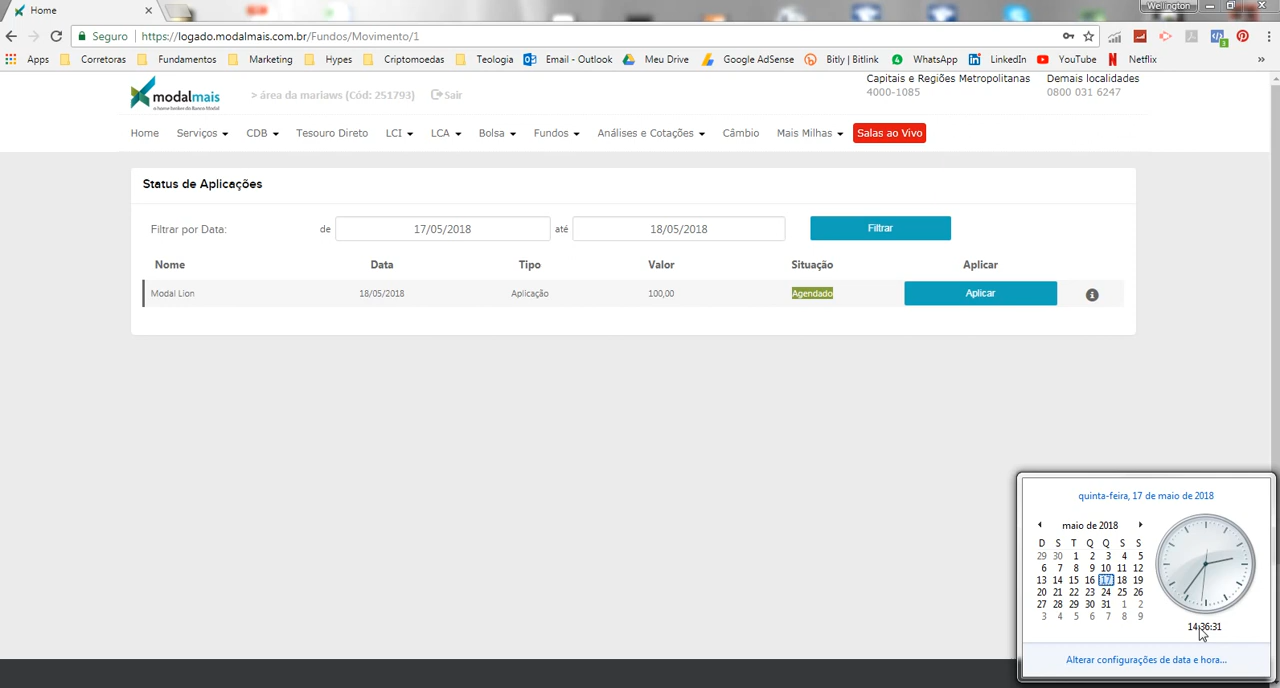 Home
Wellington
Seguro https://logado.modalmais.com.br/Fundos/Movimento/1
Apps Corretoras Fundamentos Marketing Hypes Criptomoedas Teologia Email - Outlook Meu Drive Google AdSense Bitly | Bitlink WhatsApp LinkedIn YouTube Netflix »
modalmais
o home broker do Banco Modal
> área da mariaws (Cód: 251793) Sair
Capitais e Regiões Metropolitanas
4000-1085
Demais localidades
0800 031 6247
Home Serviços CDB Tesouro Direto LCI LCA Bolsa Fundos Análises e Cotações Câmbio Mais Milhas Salas ao Vivo
Status de Aplicações
Filtrar por Data: de 17/05/2018 até 18/05/2018 Filtrar
Nome Data Tipo Valor Situação Aplicar
Modal Lion 18/05/2018 Aplicação 100,00 Agendado Aplicar
quinta-feira, 17 de maio de 2018
maio de 2018
D S T Q Q S S
29 30 1 2 3 4 5
6 7 8 9 10 11 12
13 14 15 16 17 18 19
20 21 22 23 24 25 26
27 28 29 30 31 1 2
3 4 5 6 7 8 9
14:36:31
Alterar configurações de data e hora...